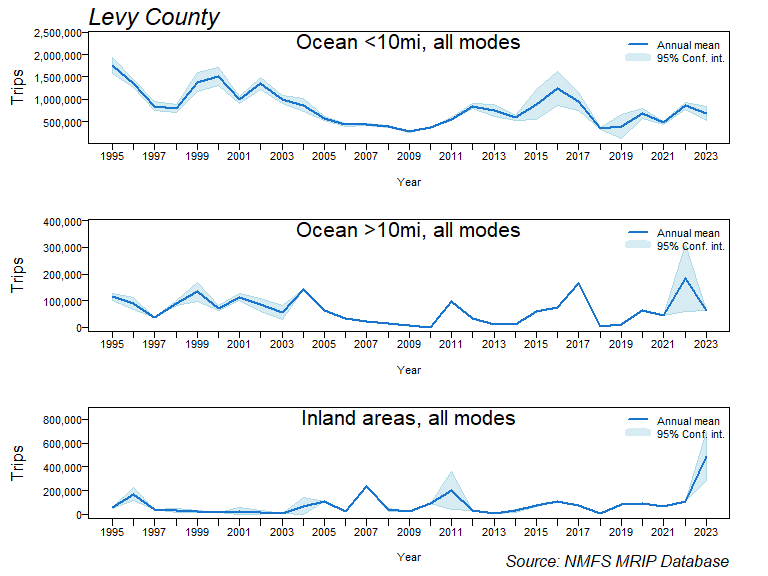 Levy County
Ocean <10mi, all modes
Annual mean
95% Conf. int.
Trips
2,500,000
2,000,000
1,500,000
1,000,000
500,000
1995 1997 1999 2001 2003 2005 2007 2009 2011 2013 2015 2017 2019 2021 2023
Year
Ocean >10mi, all modes
Annual mean
95% Conf. int.
Trips
400,000
300,000
200,000
100,000
0
1995 1997 1999 2001 2003 2005 2007 2009 2011 2013 2015 2017 2019 2021 2023
Year
Inland areas, all modes
Annual mean
95% Conf. int.
Trips
800,000
600,000
400,000
200,000
0
1995 1997 1999 2001 2003 2005 2007 2009 2011 2013 2015 2017 2019 2021 2023
Year
Source: NMFS MRIP Database